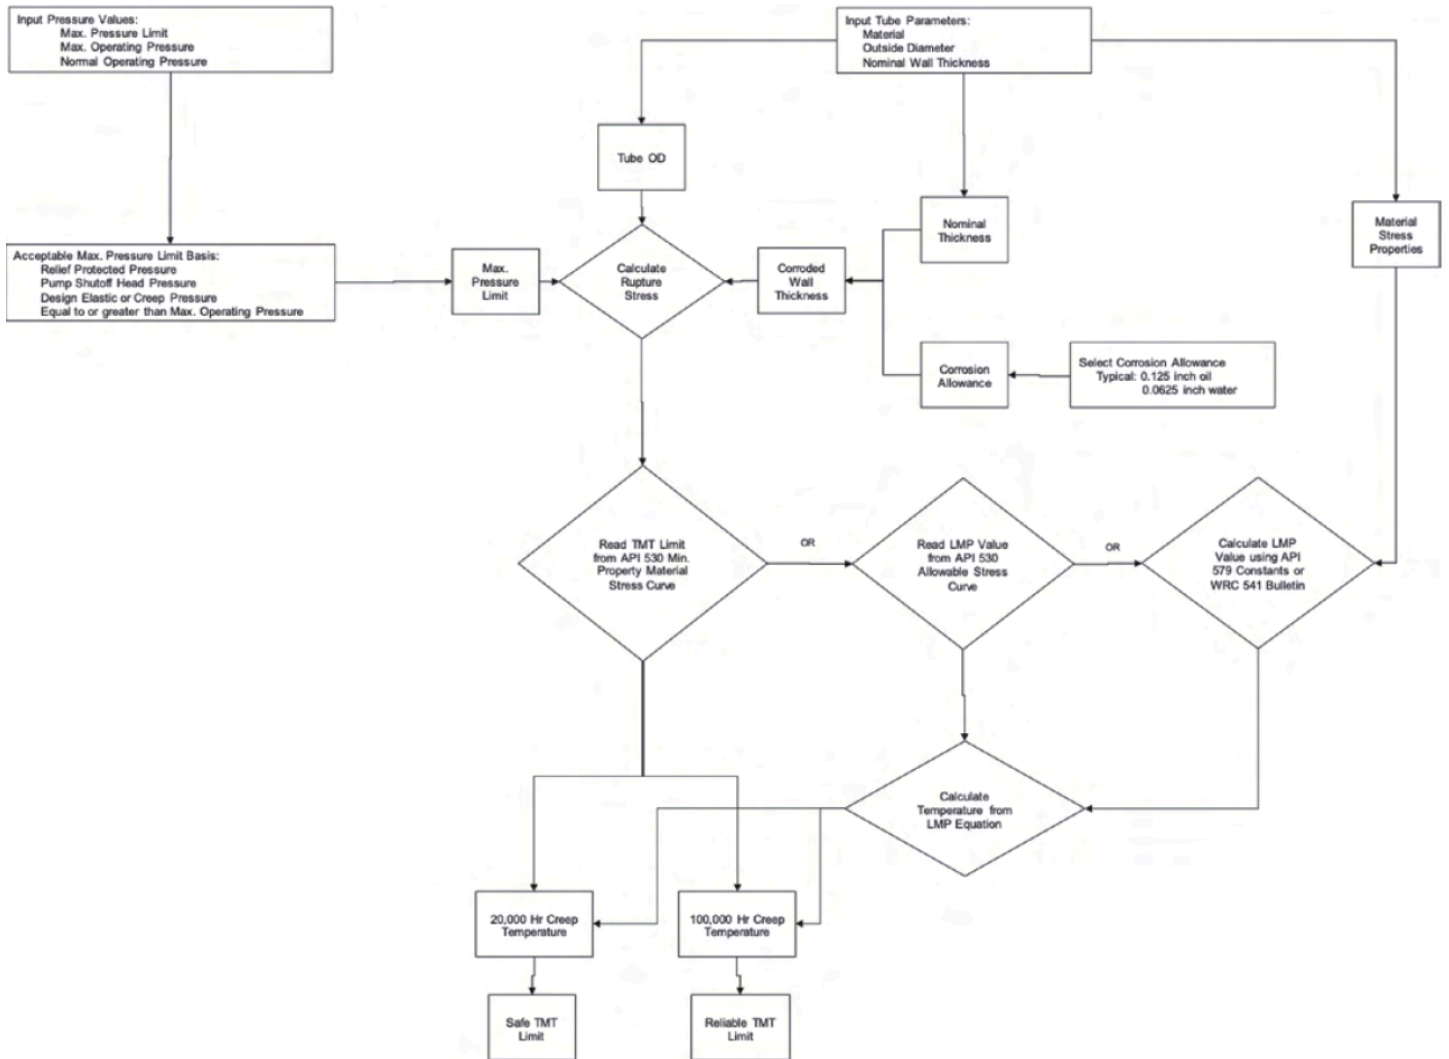 Input Pressure Values:
Max. Pressure Limit
Max. Operating Pressure
Normal Operating Pressure
Input Tube Parameters:
Material
Outside Diameter
Nominal Wall Thickness
Tube OD
Nominal
Thickness
Material
Stress
Properties
Acceptable Max. Pressure Limit Basis:
Relief Protected Pressure
Pump Shutoff Head Pressure
Design Elastic or Creep Pressure
Equal to or greater than Max. Operating Pressure
Max.
Pressure
Limit
Calculate
Rupture
Stress
Corroded
Wall
Thickness
Corrosion
Allowance
Select Corrosion Allowance
Typical: 0.125 inch oil
0.0625 inch water
Read TMT Limit
from API 530 Min.
Property Material
Stress Curve
OR
Read LMP Value
from API 530
Allowable Stress
Curve
OR
Calculate LMP
Value using API
579 Constants or
WRC 541 Bulletin
Calculate
Temperature from
LMP Equation
20,000 Hr Creep
Temperature
100,000 Hr Creep
Temperature
Safe TMT
Limit
Reliable TMT
Limit